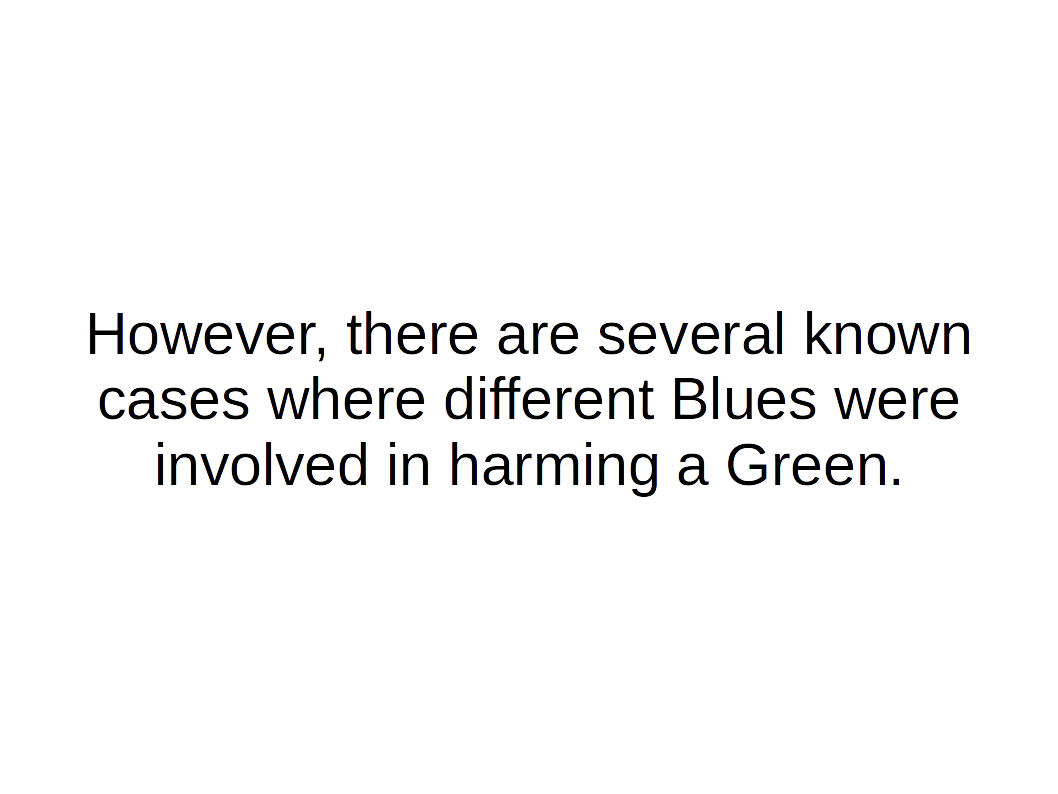 However, there are several known
cases where different Blues were
involved in harming a Green.